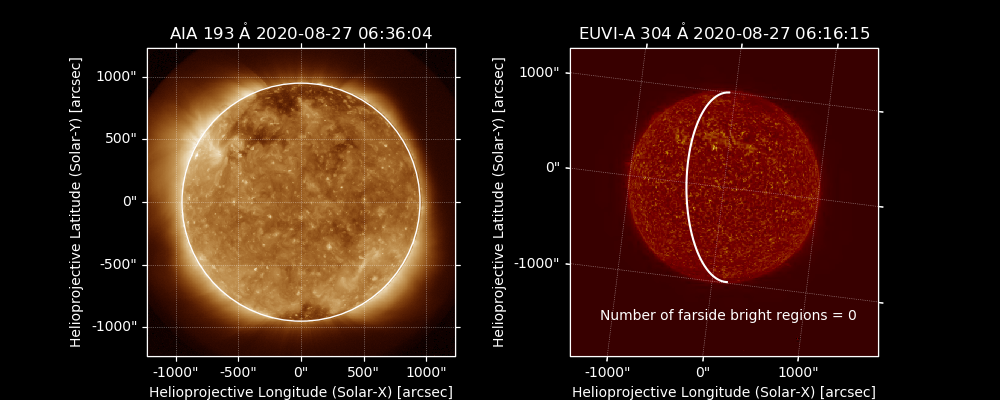 AIA 193 Å 2020-08-27 06:36:04
1000"
500"
0"
-500"
-1000"
-1000"
-500"
0"
500"
1000"
Helioprojective Longitude (Solar-X) [arcsec]
Helioprojective Latitude (Solar-Y) [arcsec]
EUVI-A 304 Å 2020-08-27 06:16:15
1000"
0"
-1000"
Number of farside bright regions = 0
-1000"
0"
1000"
Helioprojective Longitude (Solar-X) [arcsec]
Helioprojective Latitude (Solar-Y) [arcsec]